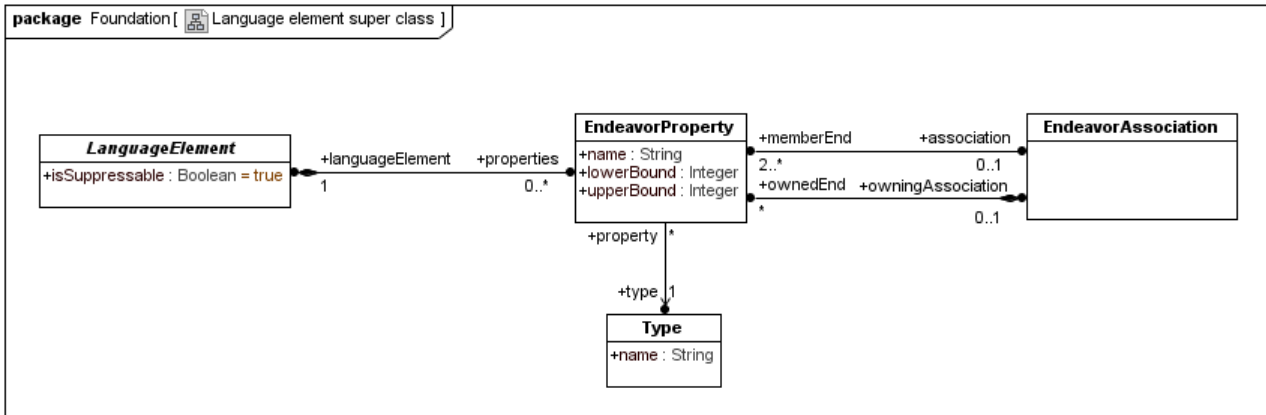 package Foundation [ Language element super class ]
LanguageElement
+isSuppressable : Boolean = true
+languageElement
1
+properties
0..*
EndeavorProperty
+name : String
+lowerBound : Integer
+upperBound : Integer
+memberEnd
2..*
+association
0..1
+ownedEnd
*
+owningAssociation
0..1
EndeavorAssociation
+property
*
+type
1
Type
+name : String